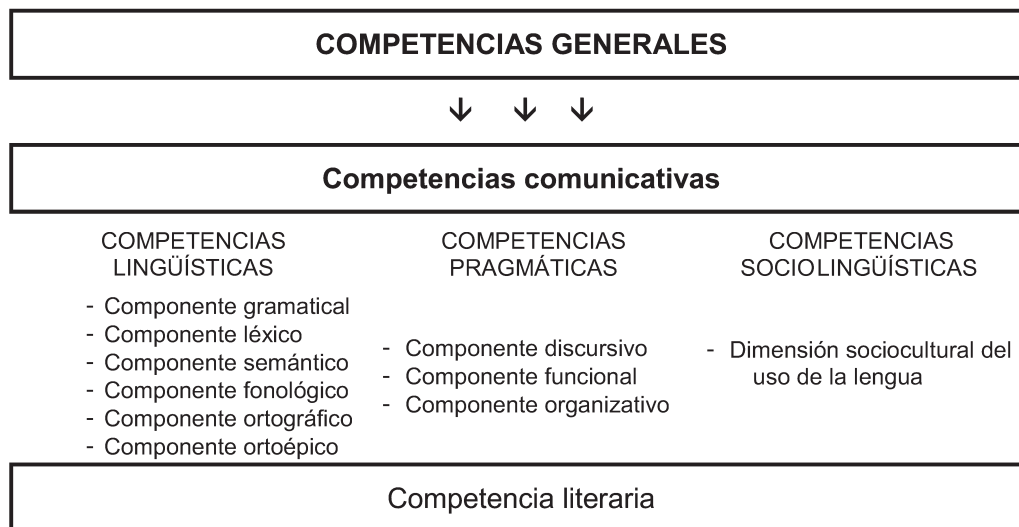 COMPETENCIAS GENERALES
Competencias comunicativas
COMPETENCIAS
LINGÜÍSTICAS
- Componente gramatical
- Componente léxico
- Componente semántico
- Componente fonológico
- Componente ortográfico
- Componente ortoépico
COMPETENCIAS
PRAGMÁTICAS
- Componente discursivo
- Componente funcional
- Componente organizativo
COMPETENCIAS
SOCIOLINGÜÍSTICAS
- Dimensión sociocultural del
uso de la lengua
Competencia literaria